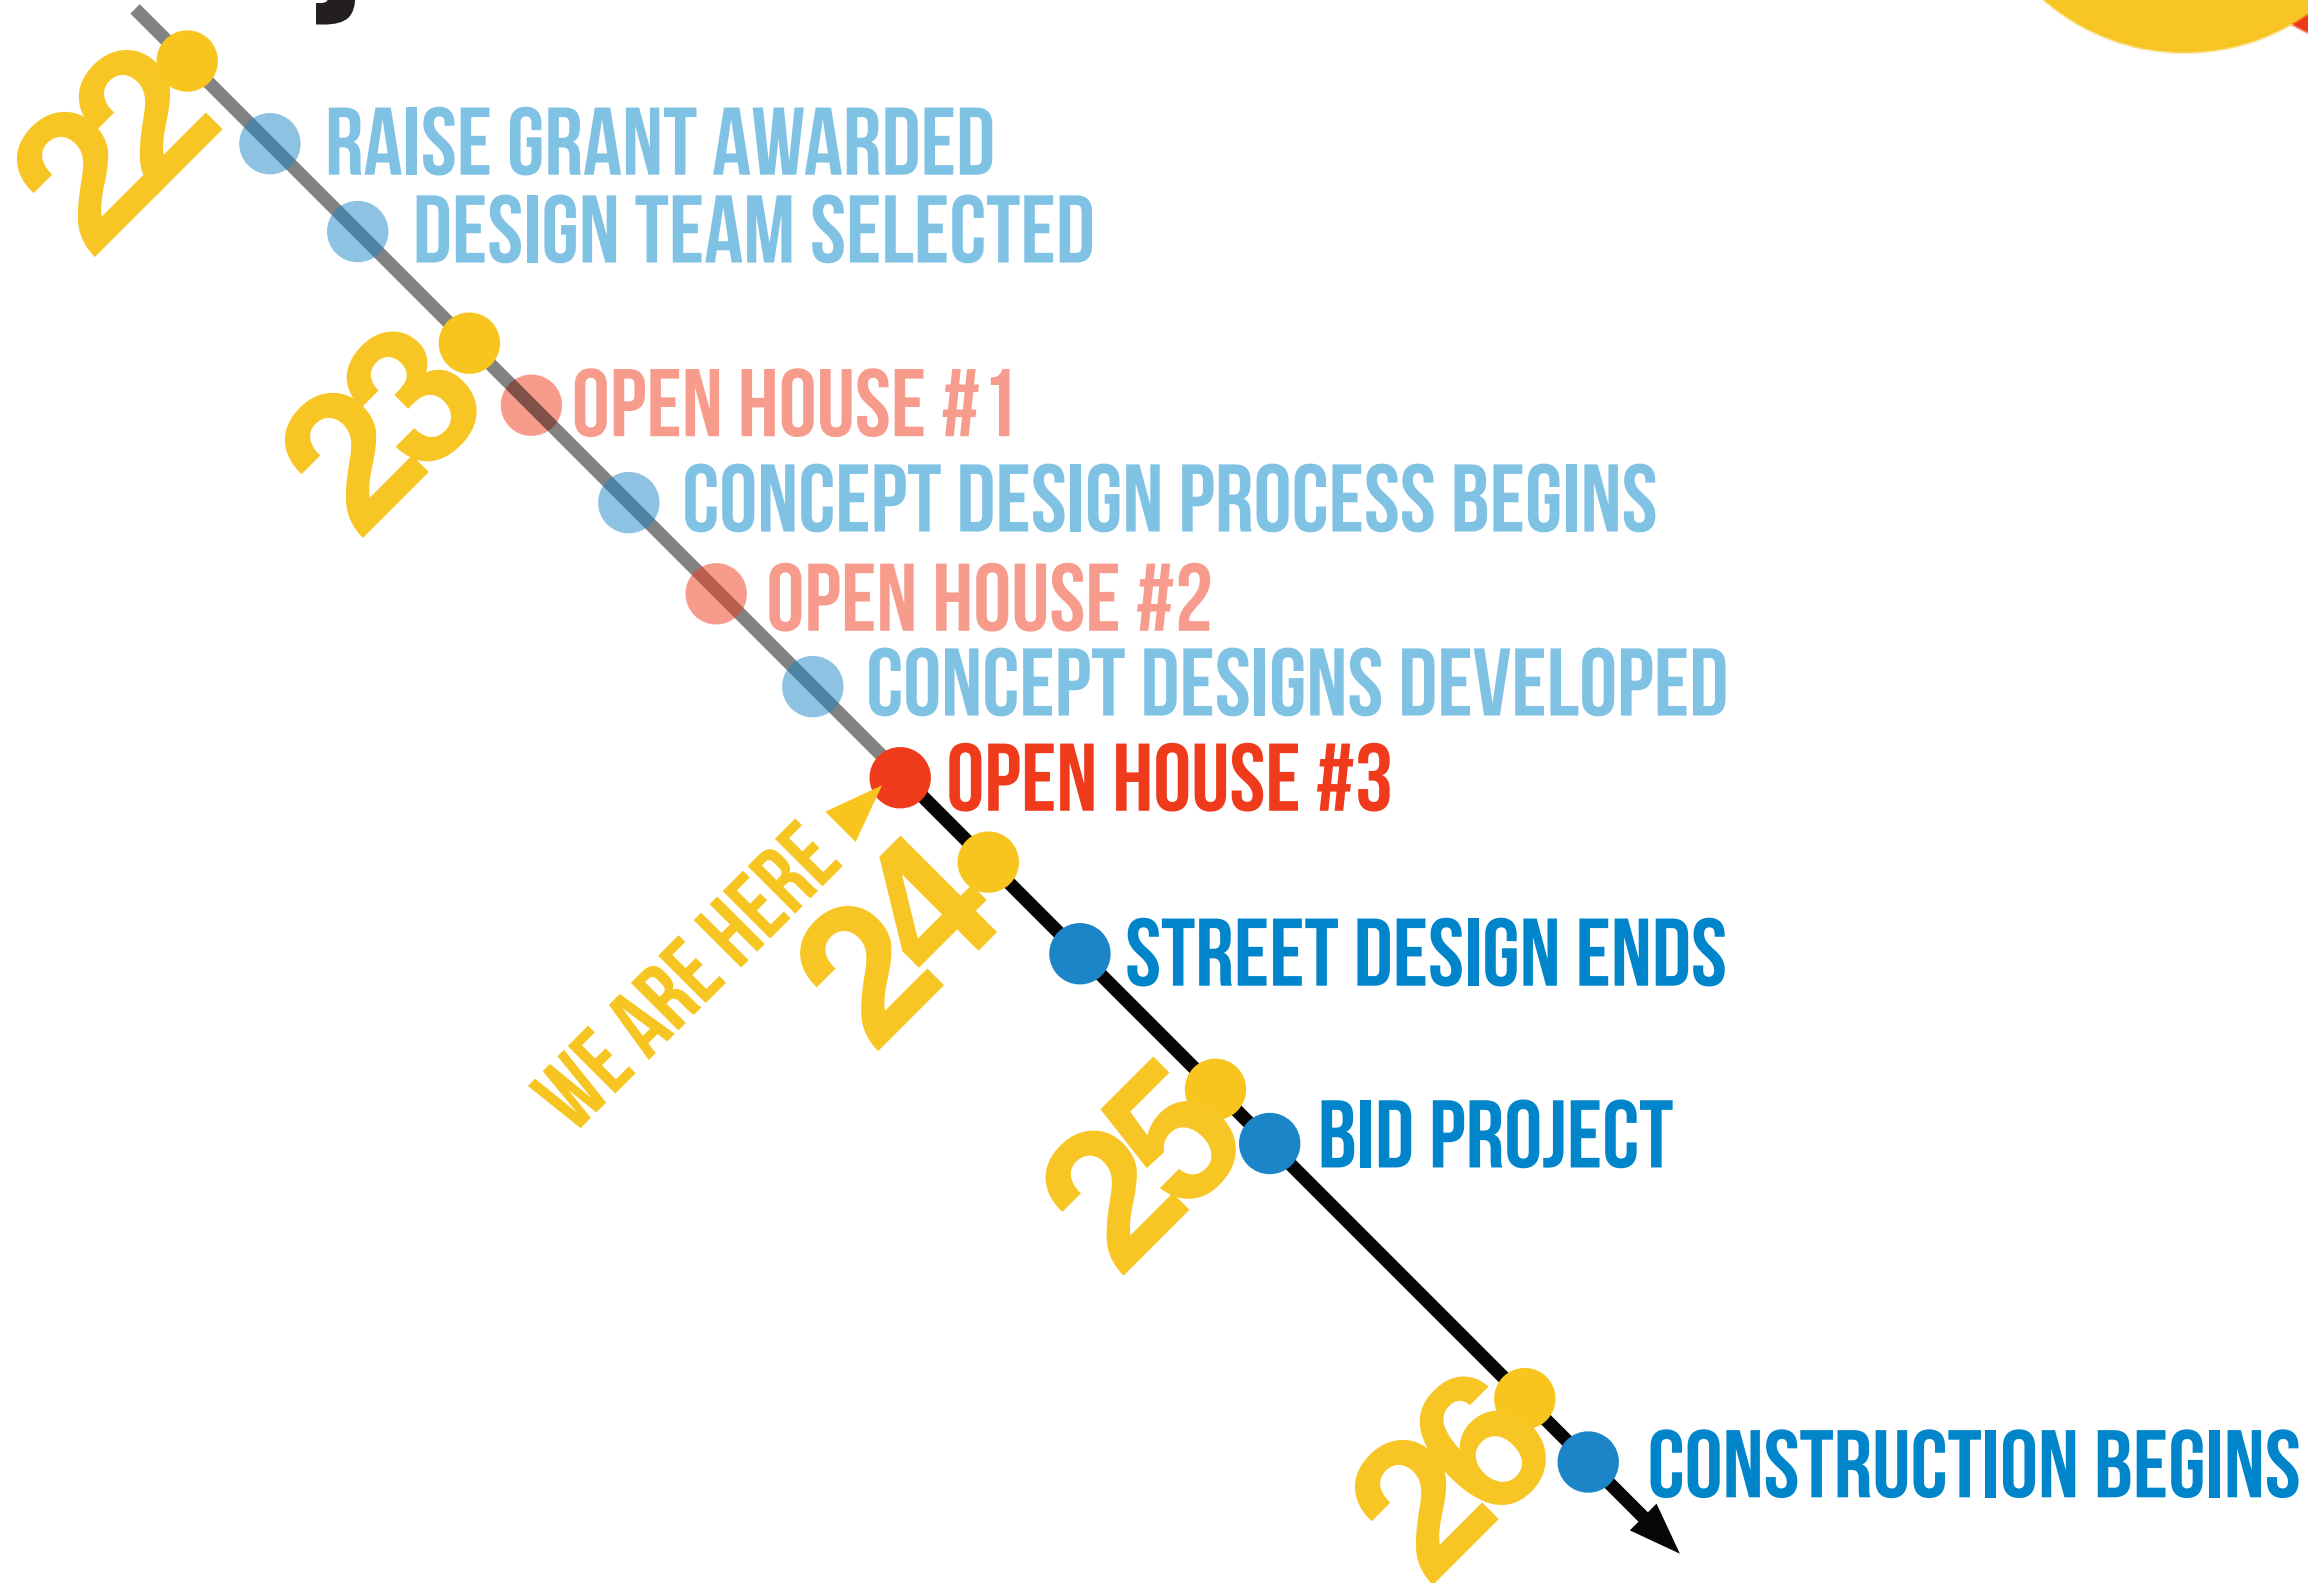 22
RAISE GRANT AWARDED
DESIGN TEAM SELECTED
23
OPEN HOUSE #1
CONCEPT DESIGN PROCESS BEGINS
OPEN HOUSE #2
CONCEPT DESIGNS DEVELOPED
OPEN HOUSE #3
WE ARE HERE
24
STREET DESIGN ENDS
25
BID PROJECT
26
CONSTRUCTION BEGINS